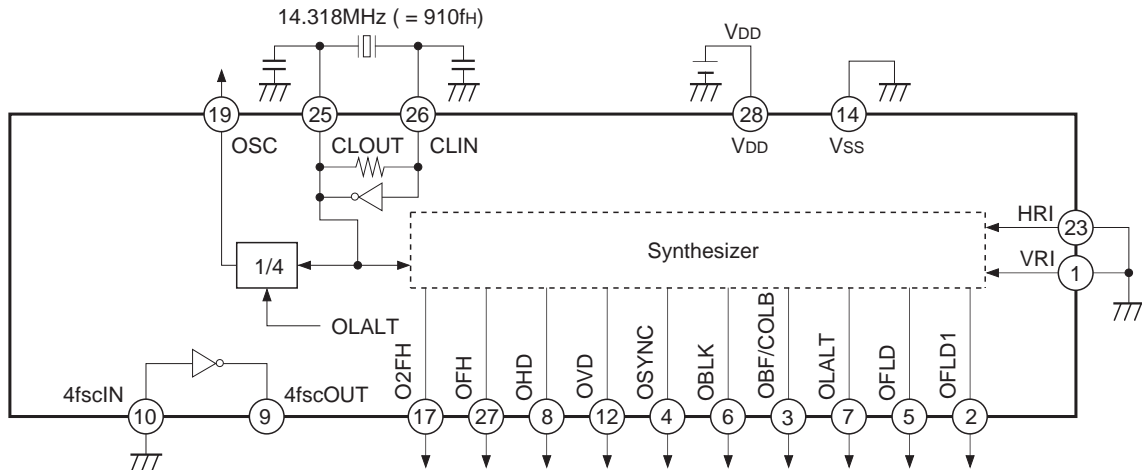 14.318MHz ( = 910fH)
VDD
19
25
26
28
14
OSC
CLOUT
CLIN
VDD
VSS
HRI
23
Synthesizer
VRI
1
1/4
OLALT
O2FH
OFH
OHD
OVD
OSYNC
OBLK
OBF/COLB
OLALT
OFLD
OFLD1
4fscIN
4fscOUT
10
9
17
27
8
12
4
6
3
7
5
2